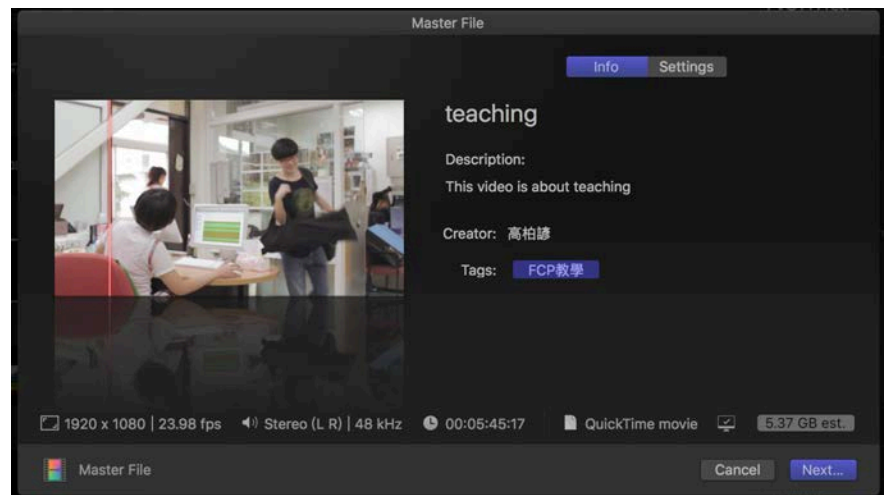 Master File
Info Settings
teaching
Description:
This video is about teaching
Creator: 高柏諺
Tags: FCP教學
1920 x 1080 | 23.98 fps Stereo (L R) | 48 kHz 00:05:45:17 QuickTime movie 5.37 GB est.
Master File Cancel Next...